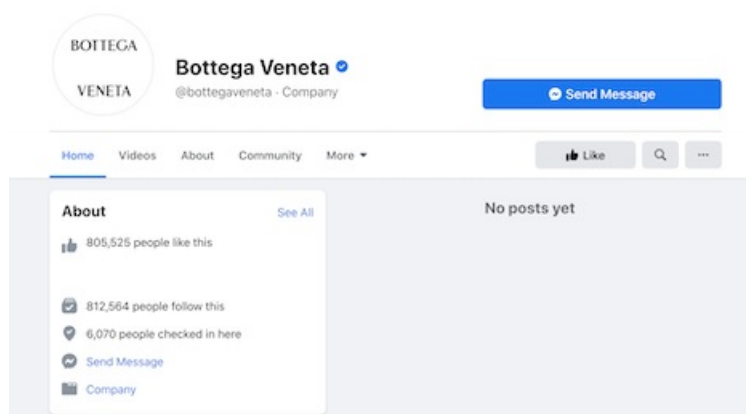 BOTTEGA
VENETA
Bottega Veneta
@bottegaveneta · Company
Send Message
Home Videos About Community More
Like
About See All
805,525 people like this
812,564 people follow this
6,070 people checked in here
Send Message
Company
No posts yet